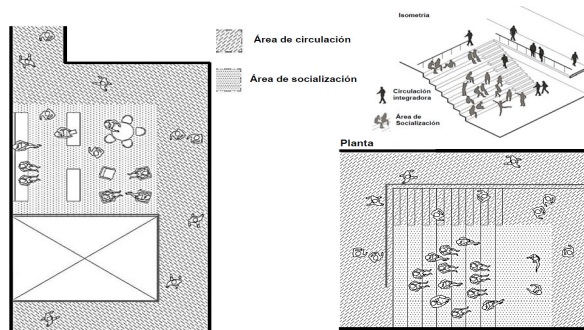 Área de circulación
Área de socialización
Isometría
Circulación
integradora
Área de
Socialización
Planta